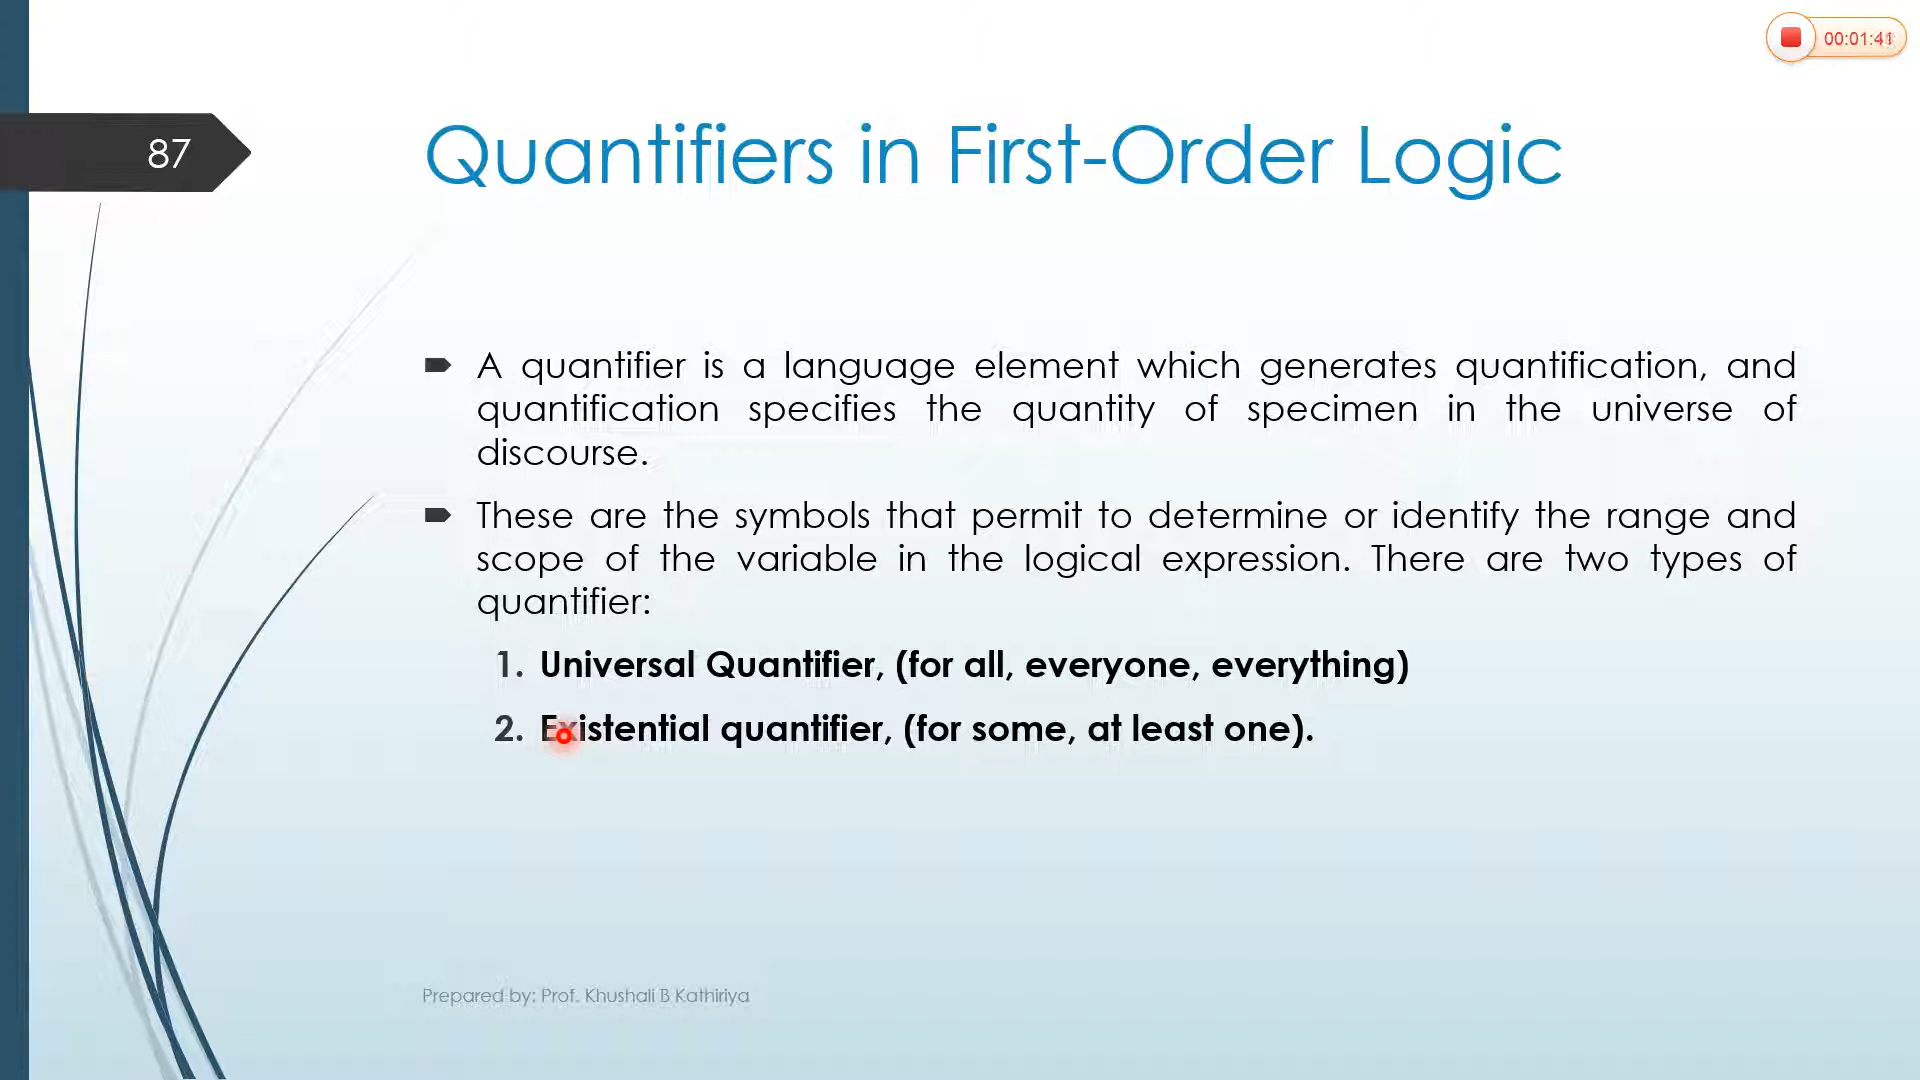 00:01:41
87
Quantifiers in First-Order Logic
A quantifier is a language element which generates quantification, and
quantification specifies the quantity of specimen in the universe of
discourse.
These are the symbols that permit to determine or identify the range and
scope of the variable in the logical expression. There are two types of
quantifier:
1. Universal Quantifier, (for all, everyone, everything)
2. Existential quantifier, (for some, at least one).
Prepared by: Prof. Khushali B Kathiriya